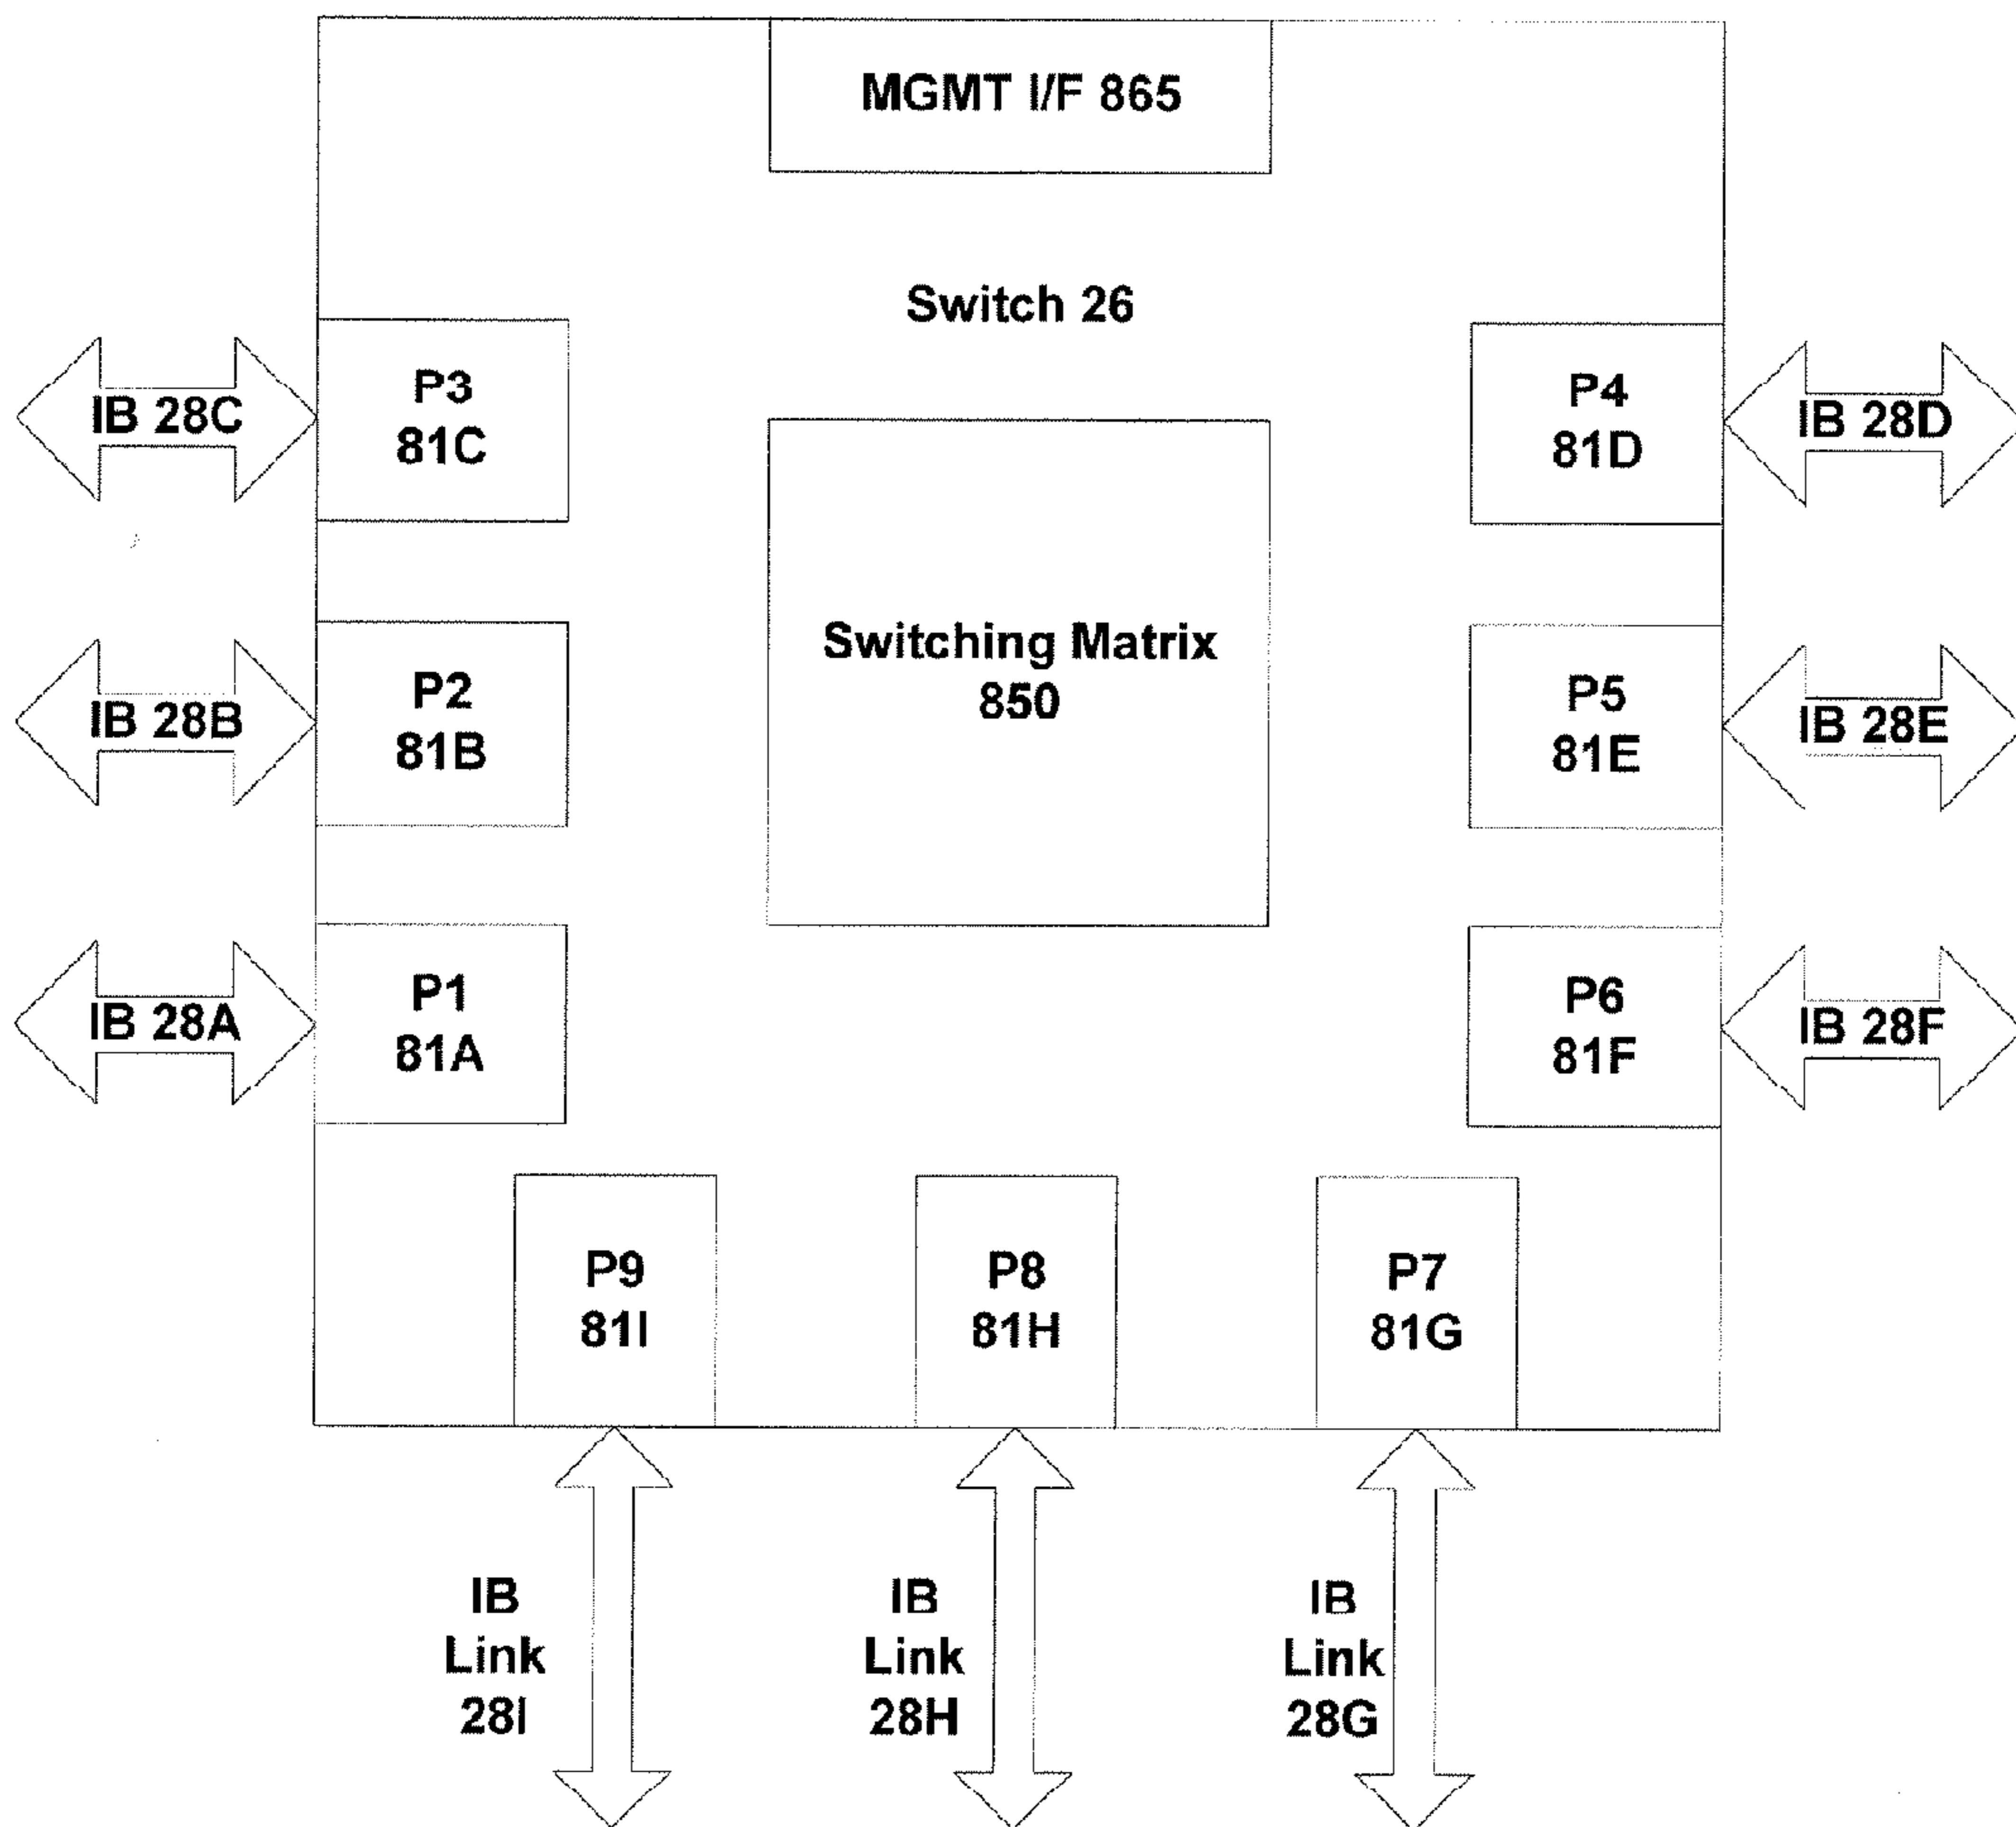 MGMT I/F 865
Switch 26
IB 28C
P3
81C
P4
81D
IB 28D
Switching Matrix
850
IB 28B
P2
81B
P5
81E
IB 28E
IB 28A
P1
81A
P6
81F
IB 28F
P9
81I
P8
81H
P7
81G
IB
Link
28I
IB
Link
28H
IB
Link
28G